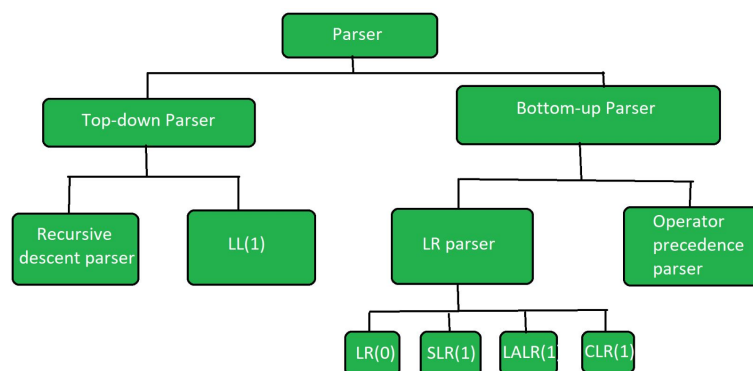 Parser
Top-down Parser
Bottom-up Parser
Recursive
descent parser
LL(1)
LR parser
Operator
precedence
parser
LR(0)
SLR(1)
LALR(1)
CLR(1)